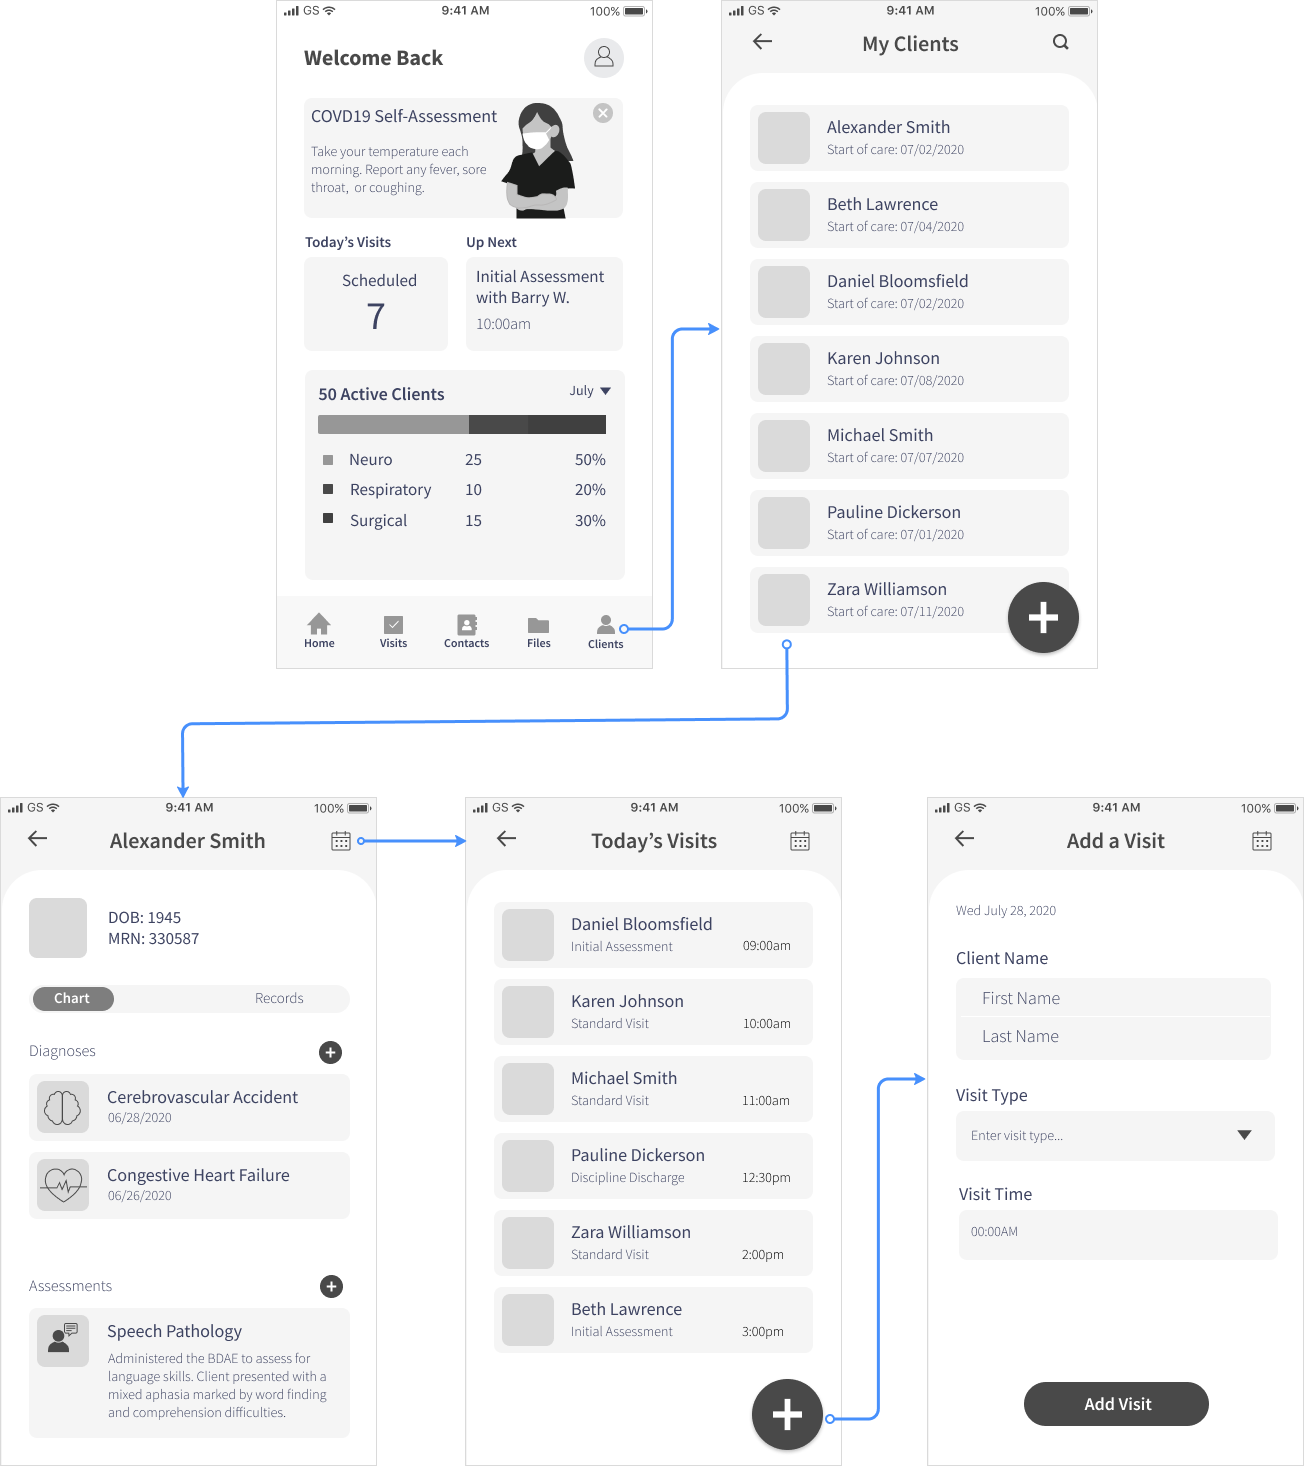 GS 9:41 AM 100%
Welcome Back
COVD19 Self-Assessment
Take your temperature each
morning. Report any fever, sore
throat, or coughing.
Today's Visits
Scheduled
7
Up Next
Initial Assessment
with Barry W.
10:00am
50 Active Clients July
Neuro 25 50%
Respiratory 10 20%
Surgical 15 30%
Home Visits Contacts Files Clients
GS 9:41 AM 100%
My Clients
Alexander Smith
Start of care: 07/02/2020
Beth Lawrence
Start of care: 07/04/2020
Daniel Bloomsfield
Start of care: 07/02/2020
Karen Johnson
Start of care: 07/08/2020
Michael Smith
Start of care: 07/07/2020
Pauline Dickerson
Start of care: 07/01/2020
Zara Williamson
Start of care: 07/11/2020
GS 9:41 AM 100%
Alexander Smith
DOB: 1945
MRN: 330587
Chart Records
Diagnoses
Cerebrovascular Accident
06/28/2020
Congestive Heart Failure
06/26/2020
Assessments
Speech Pathology
Administered the BDAE to assess for
language skills. Client presented with a
mixed aphasia marked by word finding
and comprehension difficulties.
GS 9:41 AM 100%
Today's Visits
Daniel Bloomsfield
Initial Assessment 09:00am
Karen Johnson
Standard Visit 10:00am
Michael Smith
Standard Visit 11:00am
Pauline Dickerson
Discipline Discharge 12:30pm
Zara Williamson
Standard Visit 2:00pm
Beth Lawrence
Initial Assessment 3:00pm
GS 9:41 AM 100%
Add a Visit
Wed July 28, 2020
Client Name
First Name
Last Name
Visit Type
Enter visit type...
Visit Time
00:00AM
Add Visit